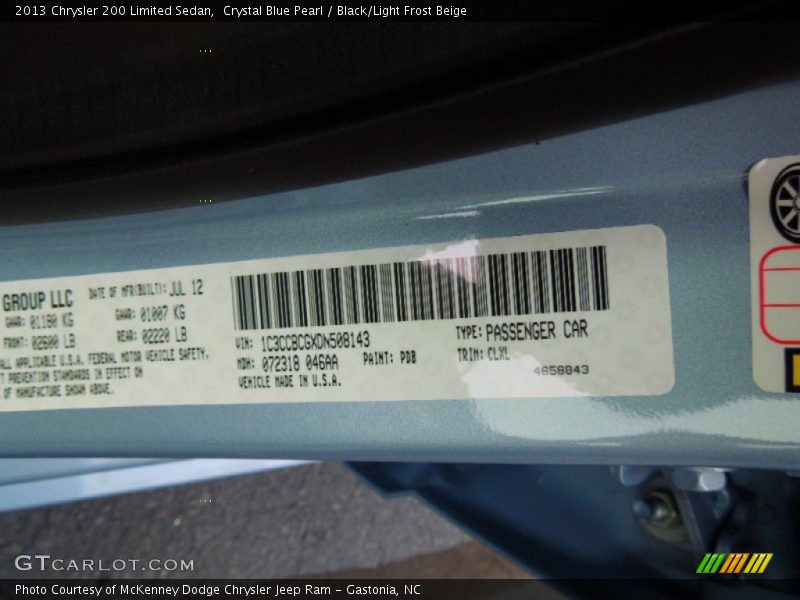 2013 Chrysler 200 Limited Sedan,  Crystal Blue Pearl / Black/Light Frost Beige
GROUP LLC
DATE OF MFR(BUILT): JUL 12
GAWR: 01180 KG
GAWR: 01007 KG
FRONT: 02600 LB
REAR: 02220 LB
ALL APPLICABLE U.S.A. FEDERAL MOTOR VEHICLE SAFETY,
T PREVENTION STANDARDS IN EFFECT ON
OF MANUFACTURE SHOWN ABOVE.
VIN: 1C3CCBCGXDN508143
TYPE: PASSENGER CAR
MDH: 072318 046AA
PAINT: PDB
TRIM: CLXL
VEHICLE MADE IN U.S.A.
4658843
GTCARLOT.COM
Photo Courtesy of McKenney Dodge Chrysler Jeep Ram - Gastonia, NC